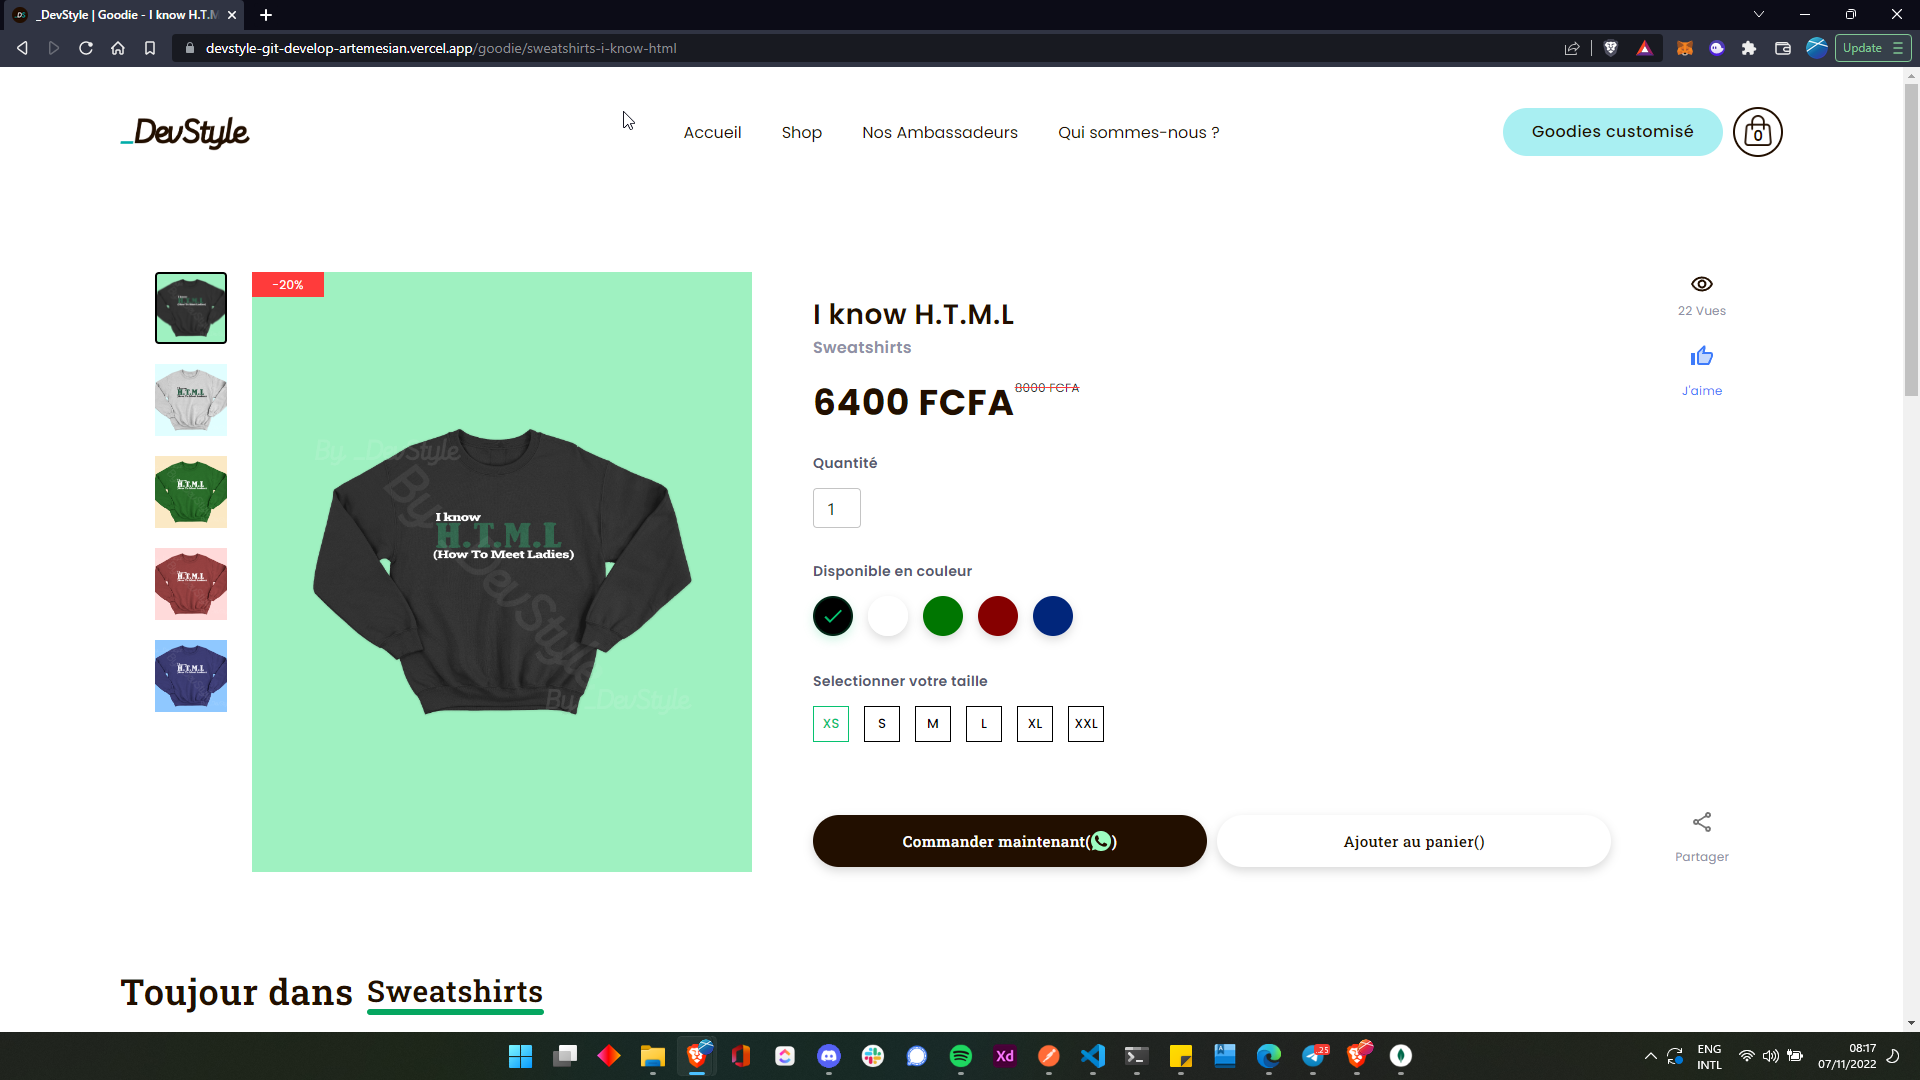 _DevStyle | Goodie - I know H.T.M
devstyle-git-develop-artemesian.vercel.app/goodie/sweatshirts-i-know-html
Update
_DevStyle
Accueil
Shop
Nos Ambassadeurs
Qui sommes-nous ?
Goodies customisé
0
-20%
By _DevStyle
By _DevStyle
By _DevStyle
I know
H.T.M.L
(How To Meet Ladies)
I know H.T.M.L
Sweatshirts
6400 FCFA
8000 FCFA
Quantité
1
Disponible en couleur
Selectionner votre taille
XS
S
M
L
XL
XXL
Commander maintenant()
Ajouter au panier()
22 Vues
J'aime
Partager
Toujour dans Sweatshirts
Xd
25
ENG
INTL
08:17
07/11/2022